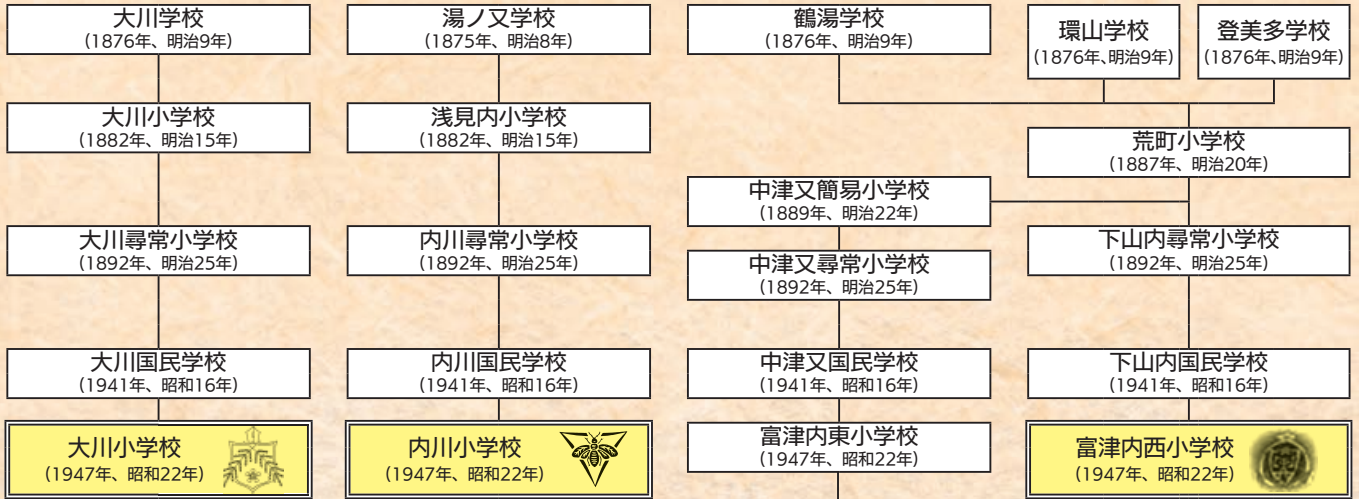 大川学校
(1876年、明治9年)
湯ノ又学校
(1875年、明治8年)
鶴湯学校
(1876年、明治9年)
環山学校
(1876年、明治9年)
登美多学校
(1876年、明治9年)
大川小学校
(1882年、明治15年)
浅見内小学校
(1882年、明治15年)
荒町小学校
(1887年、明治20年)
中津又簡易小学校
(1889年、明治22年)
大川尋常小学校
(1892年、明治25年)
内川尋常小学校
(1892年、明治25年)
中津又尋常小学校
(1892年、明治25年)
下山内尋常小学校
(1892年、明治25年)
大川国民学校
(1941年、昭和16年)
内川国民学校
(1941年、昭和16年)
中津又国民学校
(1941年、昭和16年)
下山内国民学校
(1941年、昭和16年)
大川小学校
(1947年、昭和22年)
内川小学校
(1947年、昭和22年)
富津内東小学校
(1947年、昭和22年)
富津内西小学校
(1947年、昭和22年)